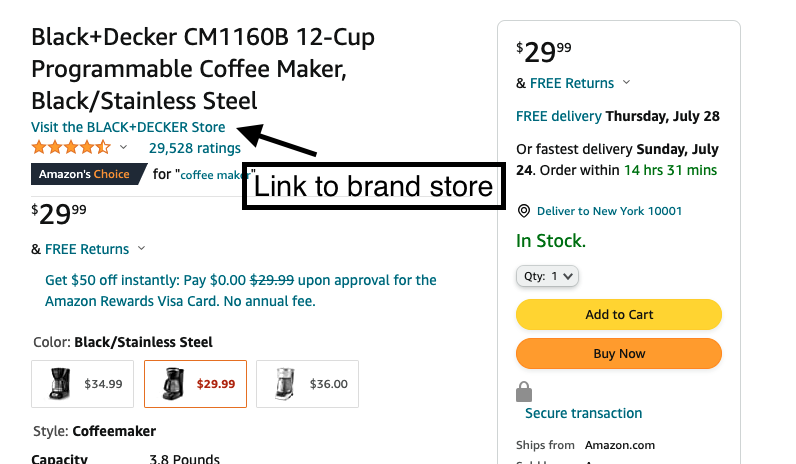 Black+Decker CM1160B 12-Cup
Programmable Coffee Maker,
Black/Stainless Steel
Visit the BLACK+DECKER Store
29,528 ratings
Amazon's Choice for "coffee maker"
Link to brand store
$29.99
& FREE Returns
Get $50 off instantly: Pay $0.00 $29.99 upon approval for the
Amazon Rewards Visa Card. No annual fee.
Color: Black/Stainless Steel
$34.99
$29.99
$36.00
Style: Coffeemaker
Capacity 3.8 Pounds
$29.99
& FREE Returns
FREE delivery Thursday, July 28
Or fastest delivery Sunday, July
24. Order within 14 hrs 31 mins
Deliver to New York 10001
In Stock.
Qty: 1
Add to Cart
Buy Now
Secure transaction
Ships from Amazon.com